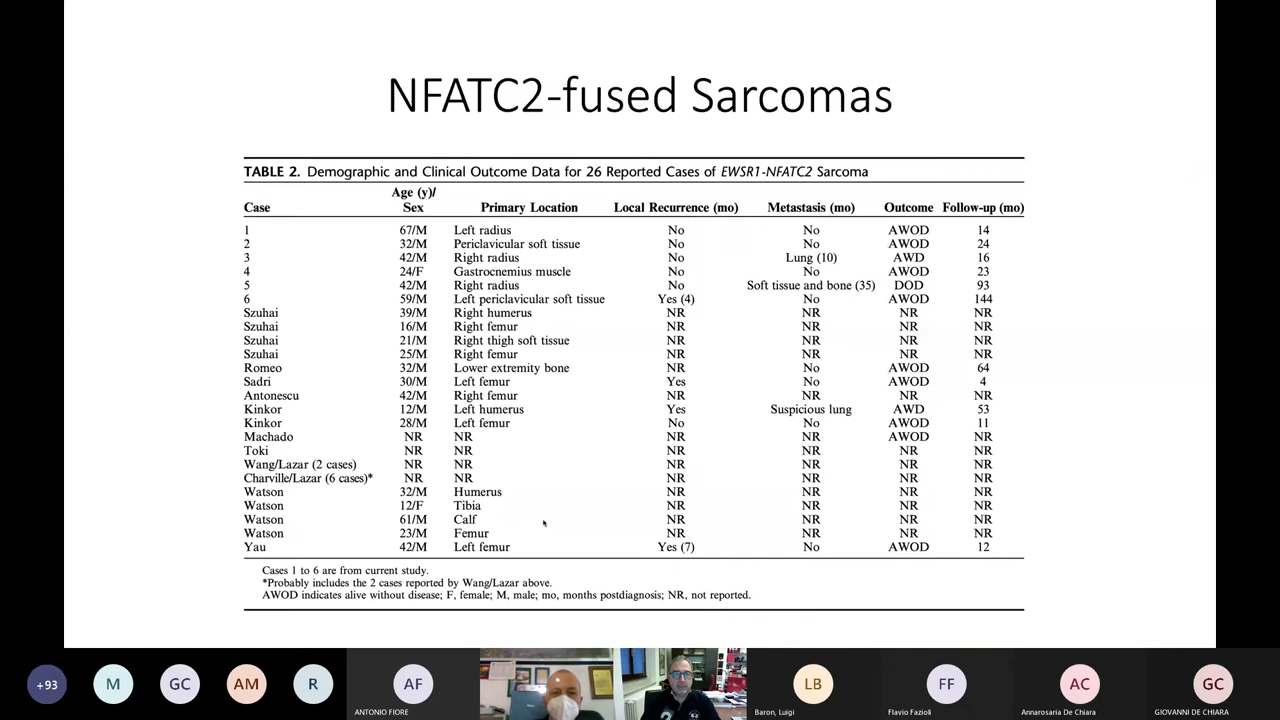 NFATC2-fused Sarcomas
TABLE 2. Demographic and Clinical Outcome Data for 26 Reported Cases of EWSR1-NFATC2 Sarcoma
Case Age (y)/ Sex Primary Location Local Recurrence (mo) Metastasis (mo) Outcome Follow-up (mo)
1 67/M Left radius No No AWOD 14
2 32/M Periclavicular soft tissue No No AWOD 24
3 42/M Right radius No Lung (10) AWD 16
4 24/F Gastrocnemius muscle No No AWOD 23
5 42/M Right radius No Soft tissue and bone (35) DOD 93
6 59/M Left periclavicular soft tissue Yes (4) No AWOD 144
Szuhai 39/M Right humerus NR NR NR NR
Szuhai 16/M Right femur NR NR NR NR
Szuhai 21/M Right thigh soft tissue NR NR NR NR
Szuhai 25/M Right femur NR NR NR NR
Romeo 32/M Lower extremity bone NR No AWOD 64
Sadri 30/M Left femur Yes No AWOD 4
Antonescu 42/M Right femur NR NR NR NR
Kinkor 12/M Left humerus Yes Suspicious lung AWD 53
Kinkor 28/M Left femur No No AWOD 11
Machado NR NR NR NR AWOD NR
Toki NR NR NR NR NR NR
Wang/Lazar (2 cases) NR NR NR NR NR NR
Charville/Lazar (6 cases)* NR NR NR NR NR NR
Watson 32/M Humerus NR NR NR NR
Watson 12/F Tibia NR NR NR NR
Watson 61/M Calf NR NR NR NR
Watson 23/M Femur NR NR NR NR
Yau 42/M Left femur Yes (7) No AWOD 12
Cases 1 to 6 are from current study.
*Probably includes the 2 cases reported by Wang/Lazar above.
AWOD indicates alive without disease; F, female; M, male; mo, months postdiagnosis; NR, not reported.
+93 M GC AM R AF LB FF AC GC
ANTONIO FIORE Baron, Luigi Flavio Fazioli Annarosaria De Chiara GIOVANNI DE CHIARA